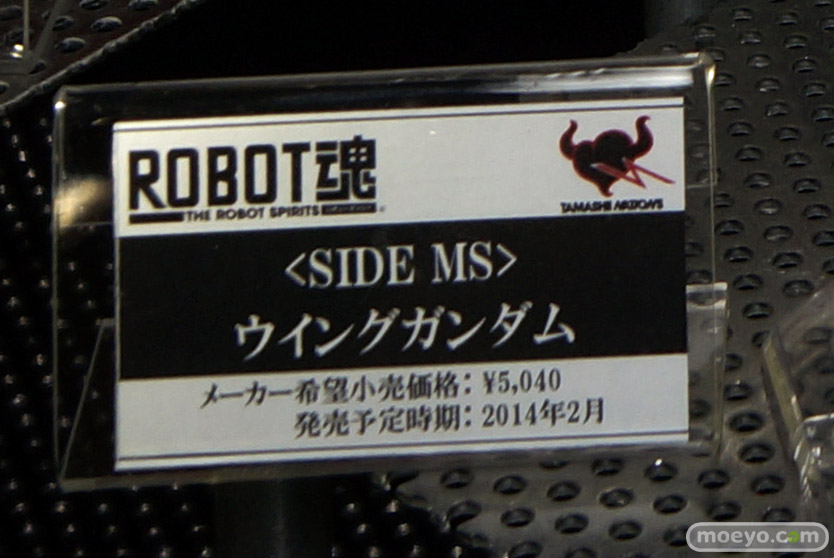 ROBOT魂
THE ROBOT SPIRITS
TAMASHII NATIONS
<SIDE MS>
ウイングガンダム
メーカー希望小売価格：¥5,040
発売予定時期：2014年2月
moeyo.com